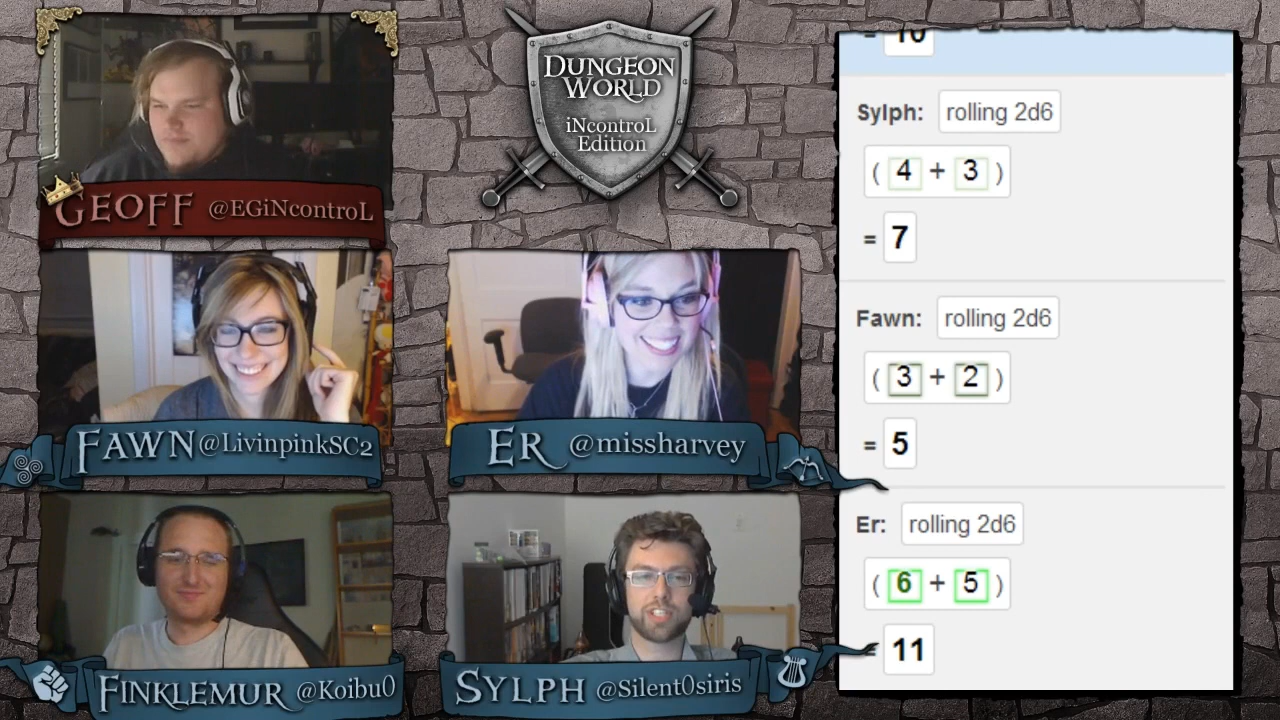 DUNGEON
WORLD
iNcontroL
Edition
GEOFF @EGiNcontroL
FAWN @LivinpinkSC2
ER @missharvey
FINKLEMUR @Koibu0
SYLPH @Silent0siris
= 10
Sylph: rolling 2d6
( 4 + 3 )
= 7
Fawn: rolling 2d6
( 3 + 2 )
= 5
Er: rolling 2d6
( 6 + 5 )
= 11